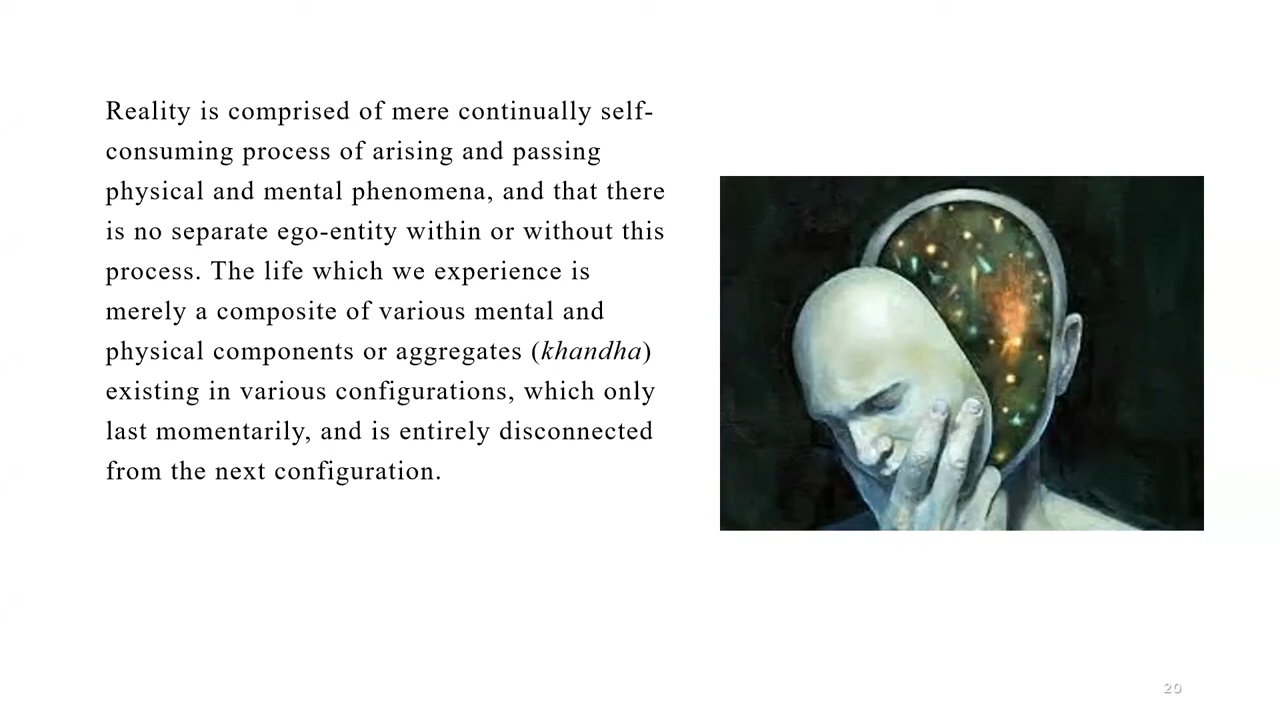 Reality is comprised of mere continually self-
consuming process of arising and passing
physical and mental phenomena, and that there
is no separate ego-entity within or without this
process. The life which we experience is
merely a composite of various mental and
physical components or aggregates (khandha)
existing in various configurations, which only
last momentarily, and is entirely disconnected
from the next configuration.
20